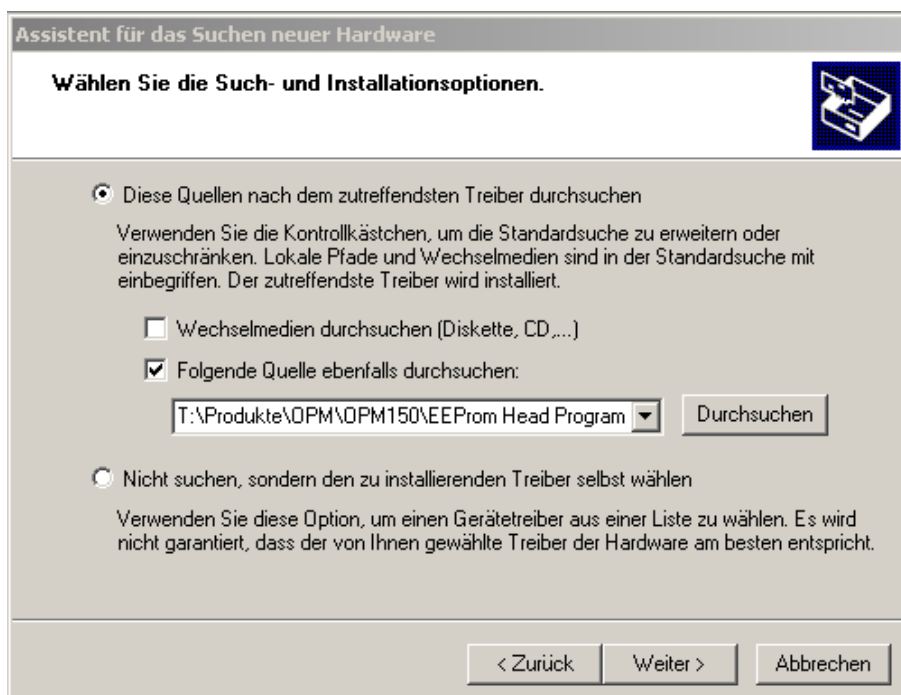 Assistent für das Suchen neuer Hardware
Wählen Sie die Such- und Installationsoptionen.
Diese Quellen nach dem zutreffendsten Treiber durchsuchen
Verwenden Sie die Kontrollkästchen, um die Standardsuche zu erweitern oder
einzuschränken. Lokale Pfade und Wechselmedien sind in der Standardsuche mit
einbegriffen. Der zutreffendste Treiber wird installiert.
Wechselmedien durchsuchen (Diskette, CD,...)
Folgende Quelle ebenfalls durchsuchen:
T:\Produkte\OPM\OPM150\EEProm Head Program
Durchsuchen
Nicht suchen, sondern den zu installierenden Treiber selbst wählen
Verwenden Sie diese Option, um einen Gerätetreiber aus einer Liste zu wählen. Es wird
nicht garantiert, dass der von Ihnen gewählte Treiber der Hardware am besten entspricht.
< Zurück
Weiter >
Abbrechen